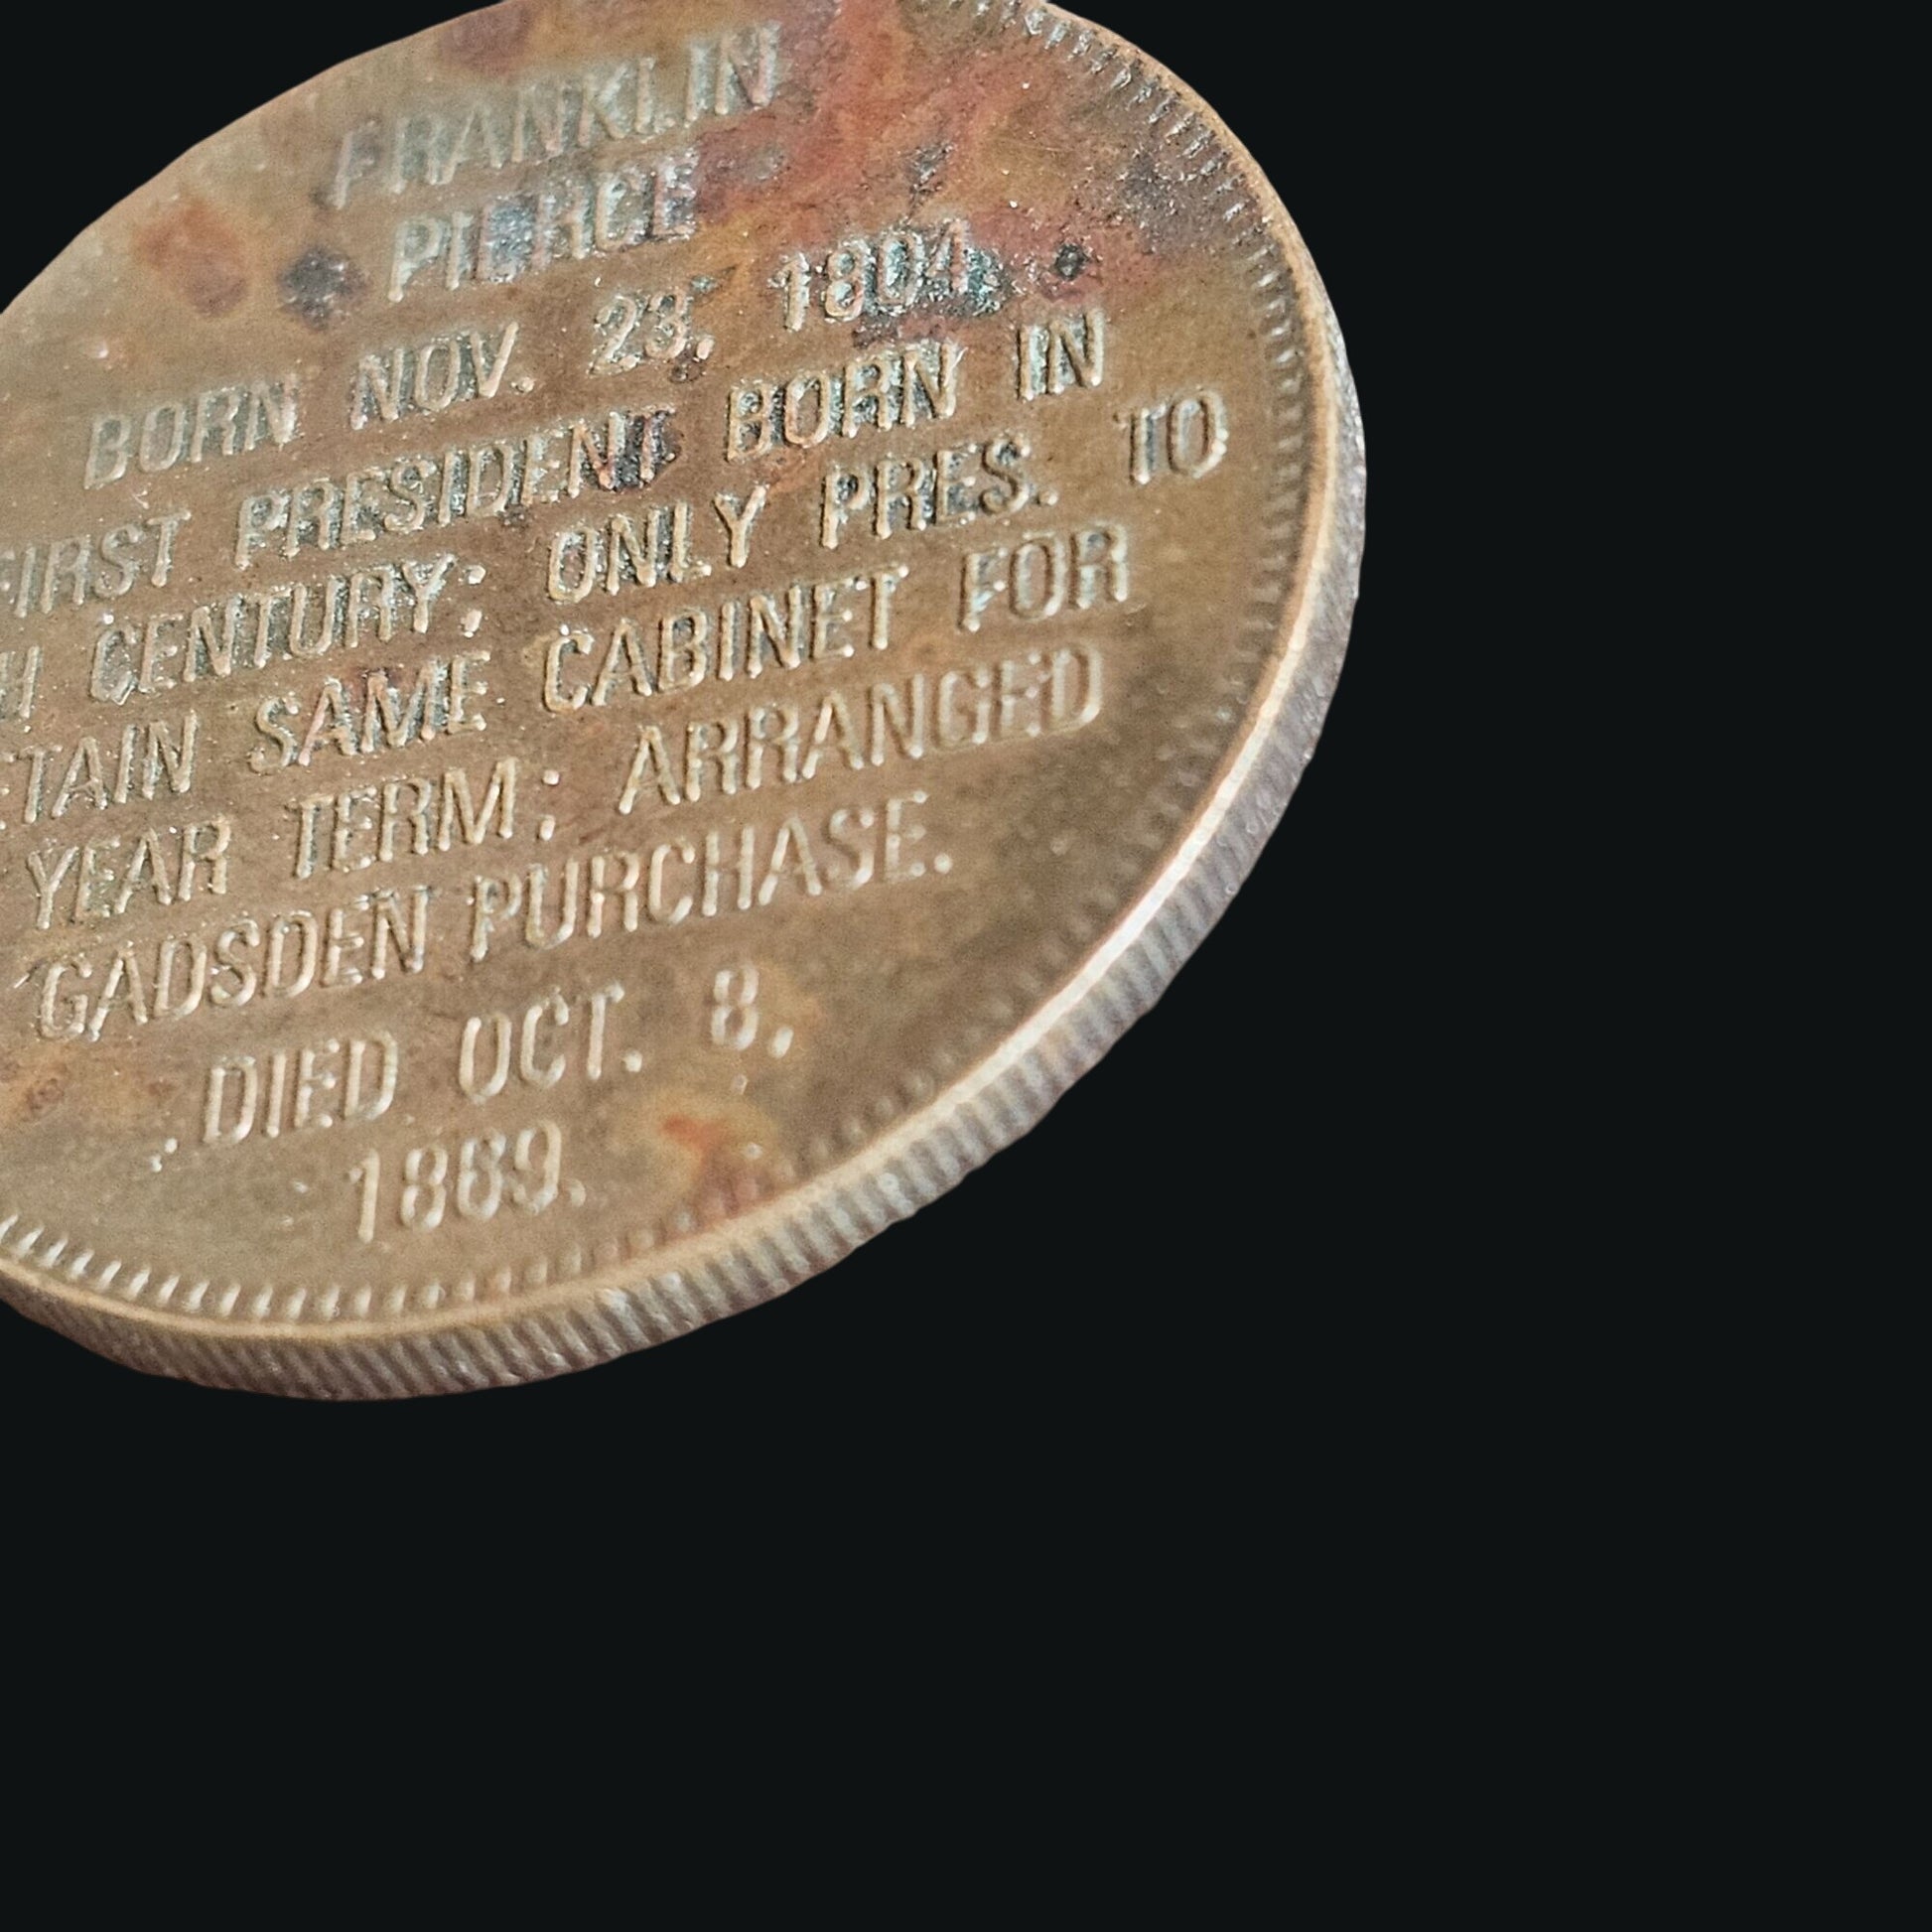 FRANKLIN
PIERCE
BORN NOV. 23, 1804.
FIRST PRESIDENT BORN IN
CENTURY; ONLY PRES. TO
SAME CABINET FOR
YEAR TERM; ARRANGED
GADSDEN PURCHASE.
DIED OCT. 8,
1869.